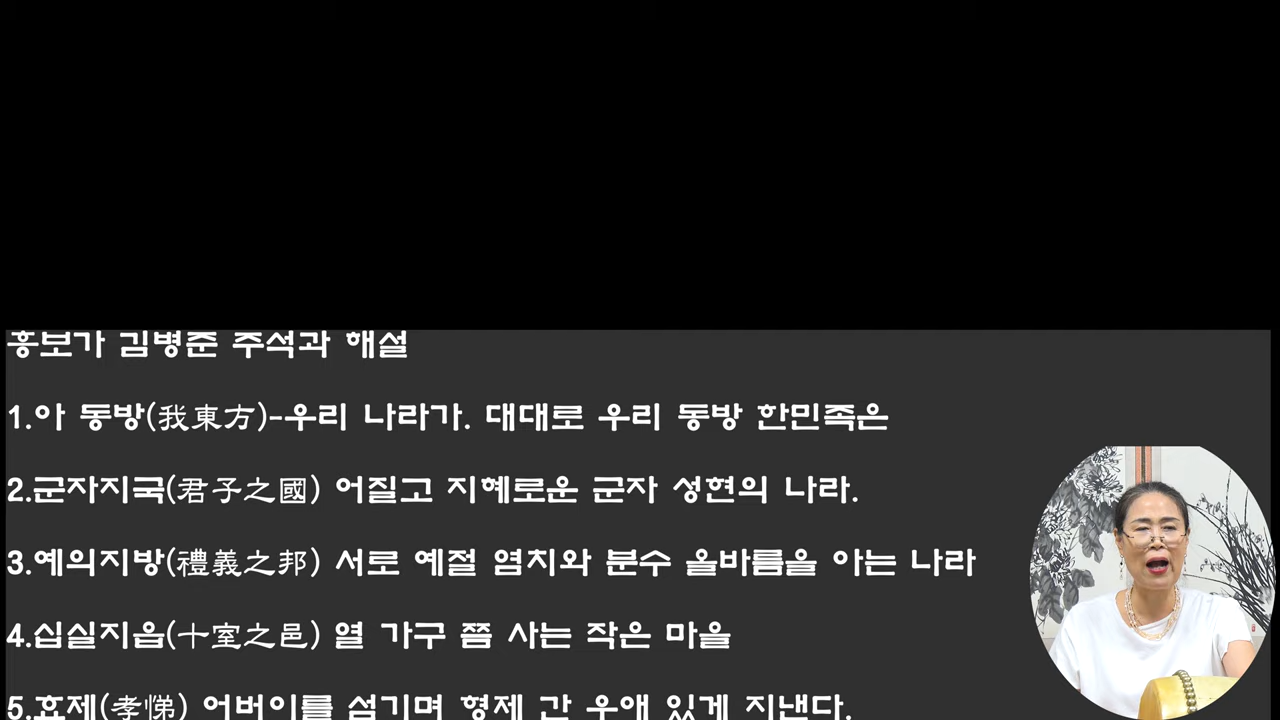 흥보가 김병준 주석과 해설
1.아 동방(我東方)-우리 나라가. 대대로 우리 동방 한민족은
2.군자지국(君子之國) 어질고 지혜로운 군자 성현의 나라.
3.예의지방(禮義之邦) 서로 예절 염치와 분수 올바름을 아는 나라
4.십실지읍(十室之邑) 열 가구 쯤 사는 작은 마을
5.효제(孝悌) 어버이를 섬기며 형제 간 우애 있게 지낸다.